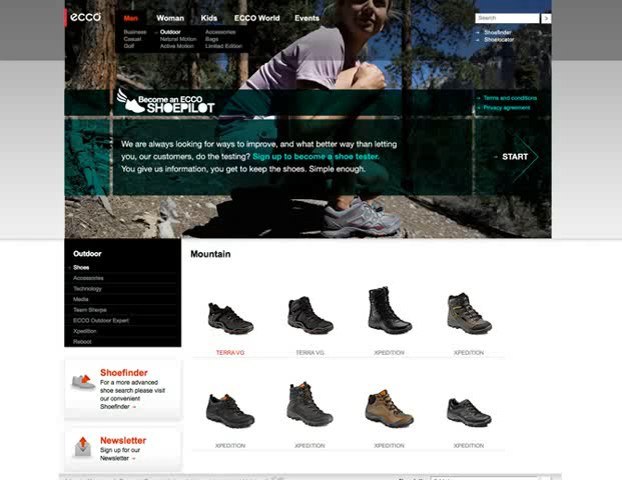 ecco
Men
Woman
Kids
ECCO World
Events
Search
Business
Outdoor
Accessories
Casual
Natural Motion
Bags
Golf
Active Motion
Limited Edition
Shoefinder
Shoelocator
Become an ECCO
SHOEPILOT
Terms and conditions
Privacy agreement
We are always looking for ways to improve, and what better way than letting
you, our customers, do the testing? Sign up to become a shoe tester.
You give us information, you get to keep the shoes. Simple enough.
START
Outdoor
Shoes
Accessories
Technology
Media
Team Sherpa
ECCO Outdoor Expert
Xpedition
Reboot
Mountain
TERRA VG
TERRA VG
XPEDITION
XPEDITION
XPEDITION
XPEDITION
XPEDITION
XPEDITION
Shoefinder
For a more advanced
shoe search please visit
our convenient
Shoefinder
Newsletter
Sign up for our
Newsletter